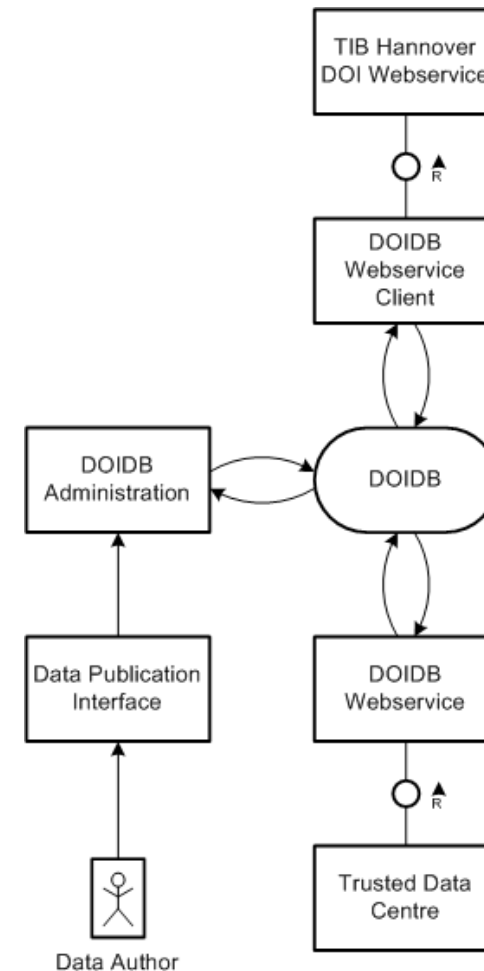 TIB Hannover
DOI Webservice
R
DOIDB
Webservice
Client
DOIDB
Administration
DOIDB
Data Publication
Interface
DOIDB
Webservice
R
Trusted Data
Centre
Data Author